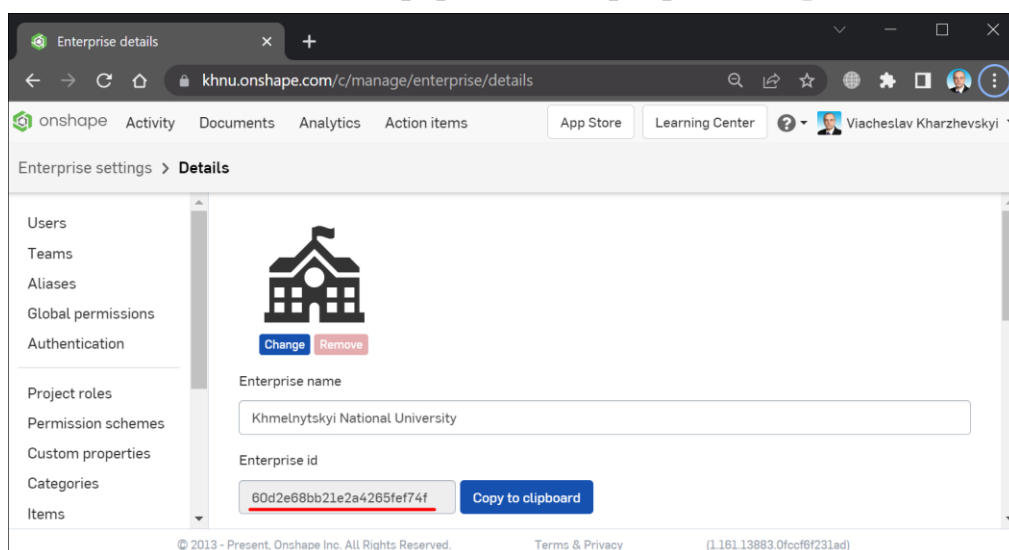 Enterprise details
khnu.onshape.com/c/manage/enterprise/details
onshape Activity Documents Analytics Action items App Store Learning Center Viacheslav Kharzhevskyi
Enterprise settings > Details
Users
Teams
Aliases
Global permissions
Authentication
Project roles
Permission schemes
Custom properties
Categories
Items
Change Remove
Enterprise name
Khmelnytskyi National University
Enterprise id
60d2e68bb21e2a4265fef74f Copy to clipboard
© 2013 - Present, Onshape Inc. All Rights Reserved. Terms & Privacy (1.161.13883.0fccf6f231ad)